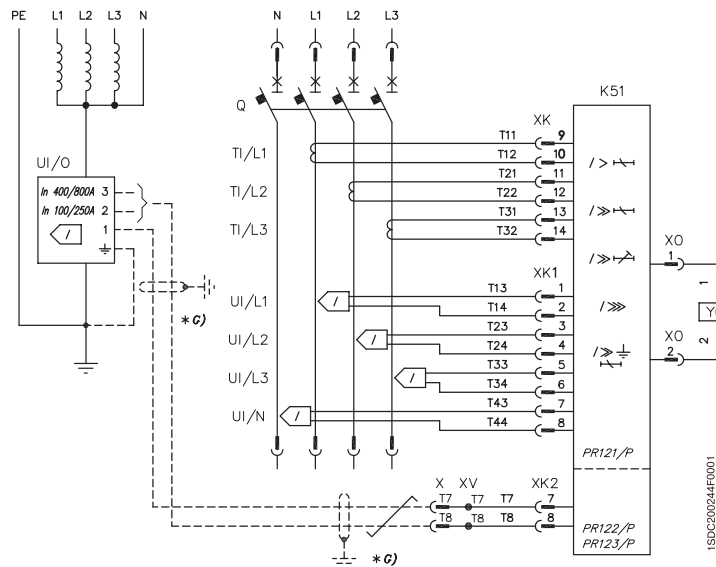 PE L1 L2 L3 N
N L1 L2 L3
Q
UI/O
In 400/800A 3
In 100/250A 2
1
/
*G)
TI/L1
TI/L2
TI/L3
XK
T11 9
T12 10
T21 11
T22 12
T31 13
T32 14
UI/L1
UI/L2
UI/L3
UI/N
/
/
/
/
XK1
T13 1
T14 2
T23 3
T24 4
T33 5
T34 6
T43 7
T44 8
X XV XK2
T7 T7 T7 7
T8 T8 T8 8
*G)
K51
/>
/≫
/≫
/⋙
/≫
PR121/P
PR122/P
PR123/P
XO
1
1
XO
2
2
1SDC200244F0001